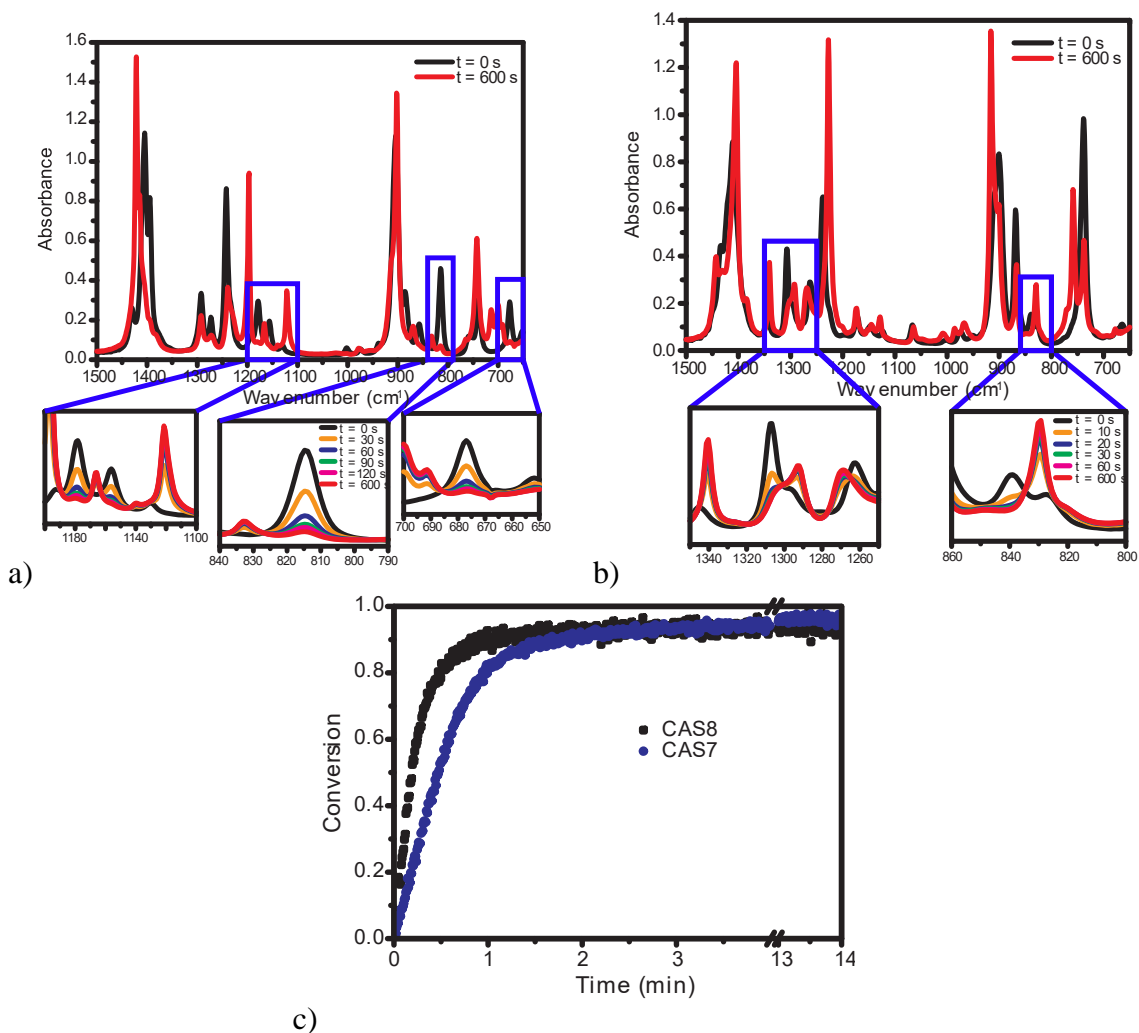 a)
1.6
1.4
1.2
1.0
0.8
0.6
0.4
0.2
0.0
Absorbance
t = 0 s
t = 600 s
1500 1400 1300 1200 1100 1000 900 800 700
Wavenumber (cm-1)
1180 1140 1100
840 830 820 810 800 790
t = 0 s
t = 30 s
t = 60 s
t = 90 s
t = 120 s
t = 600 s
700 690 680 670 660 650
b)
1.4
1.2
1.0
0.8
0.6
0.4
0.2
0.0
Absorbance
t = 0 s
t = 600 s
1500 1400 1300 1200 1100 1000 900 800 700
Wavenumber (cm-1)
1340 1320 1300 1280 1260
860 840 820 800
t = 0 s
t = 10 s
t = 20 s
t = 30 s
t = 60 s
t = 600 s
a)
b)
1.0
0.8
0.6
0.4
0.2
0.0
Conversion
CAS8
CAS7
0 1 2 3 13 14
Time (min)
c)